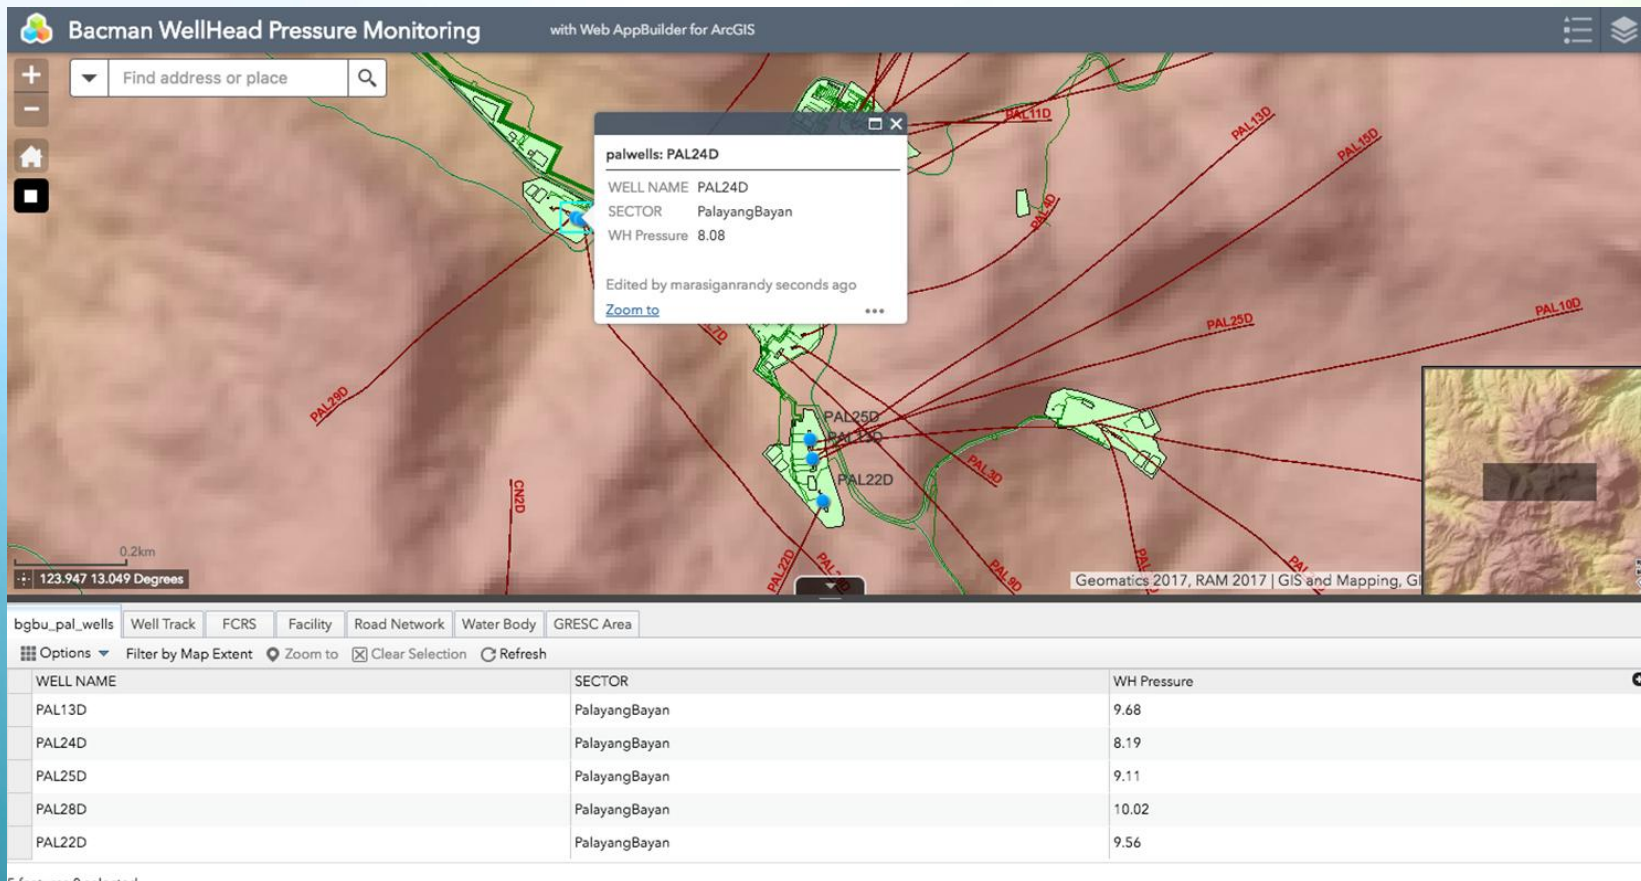 Bacman WellHead Pressure Monitoring with Web AppBuilder for ArcGIS
Find address or place
palwells: PAL24D
WELL NAME PAL24D
SECTOR PalayangBayan
WH Pressure 8.08
Edited by marasiganrandy seconds ago
Zoom to
PAL11D
PAL13D
PAL15D
PAL4D
PAL10D
PAL25D
PAL29D
PAL25D
PAL13D
PAL3D
PAL22D
CN2D
PAL22D
PAL9D
0.2km
123.947 13.049 Degrees
Geomatics 2017, RAM 2017 | GIS and Mapping,
bgbu_pal_wells Well Track FCRS Facility Road Network Water Body GRESC Area
Options Filter by Map Extent Zoom to Clear Selection Refresh
WELL NAME SECTOR WH Pressure
PAL13D PalayangBayan 9.68
PAL24D PalayangBayan 8.19
PAL25D PalayangBayan 9.11
PAL28D PalayangBayan 10.02
PAL22D PalayangBayan 9.56